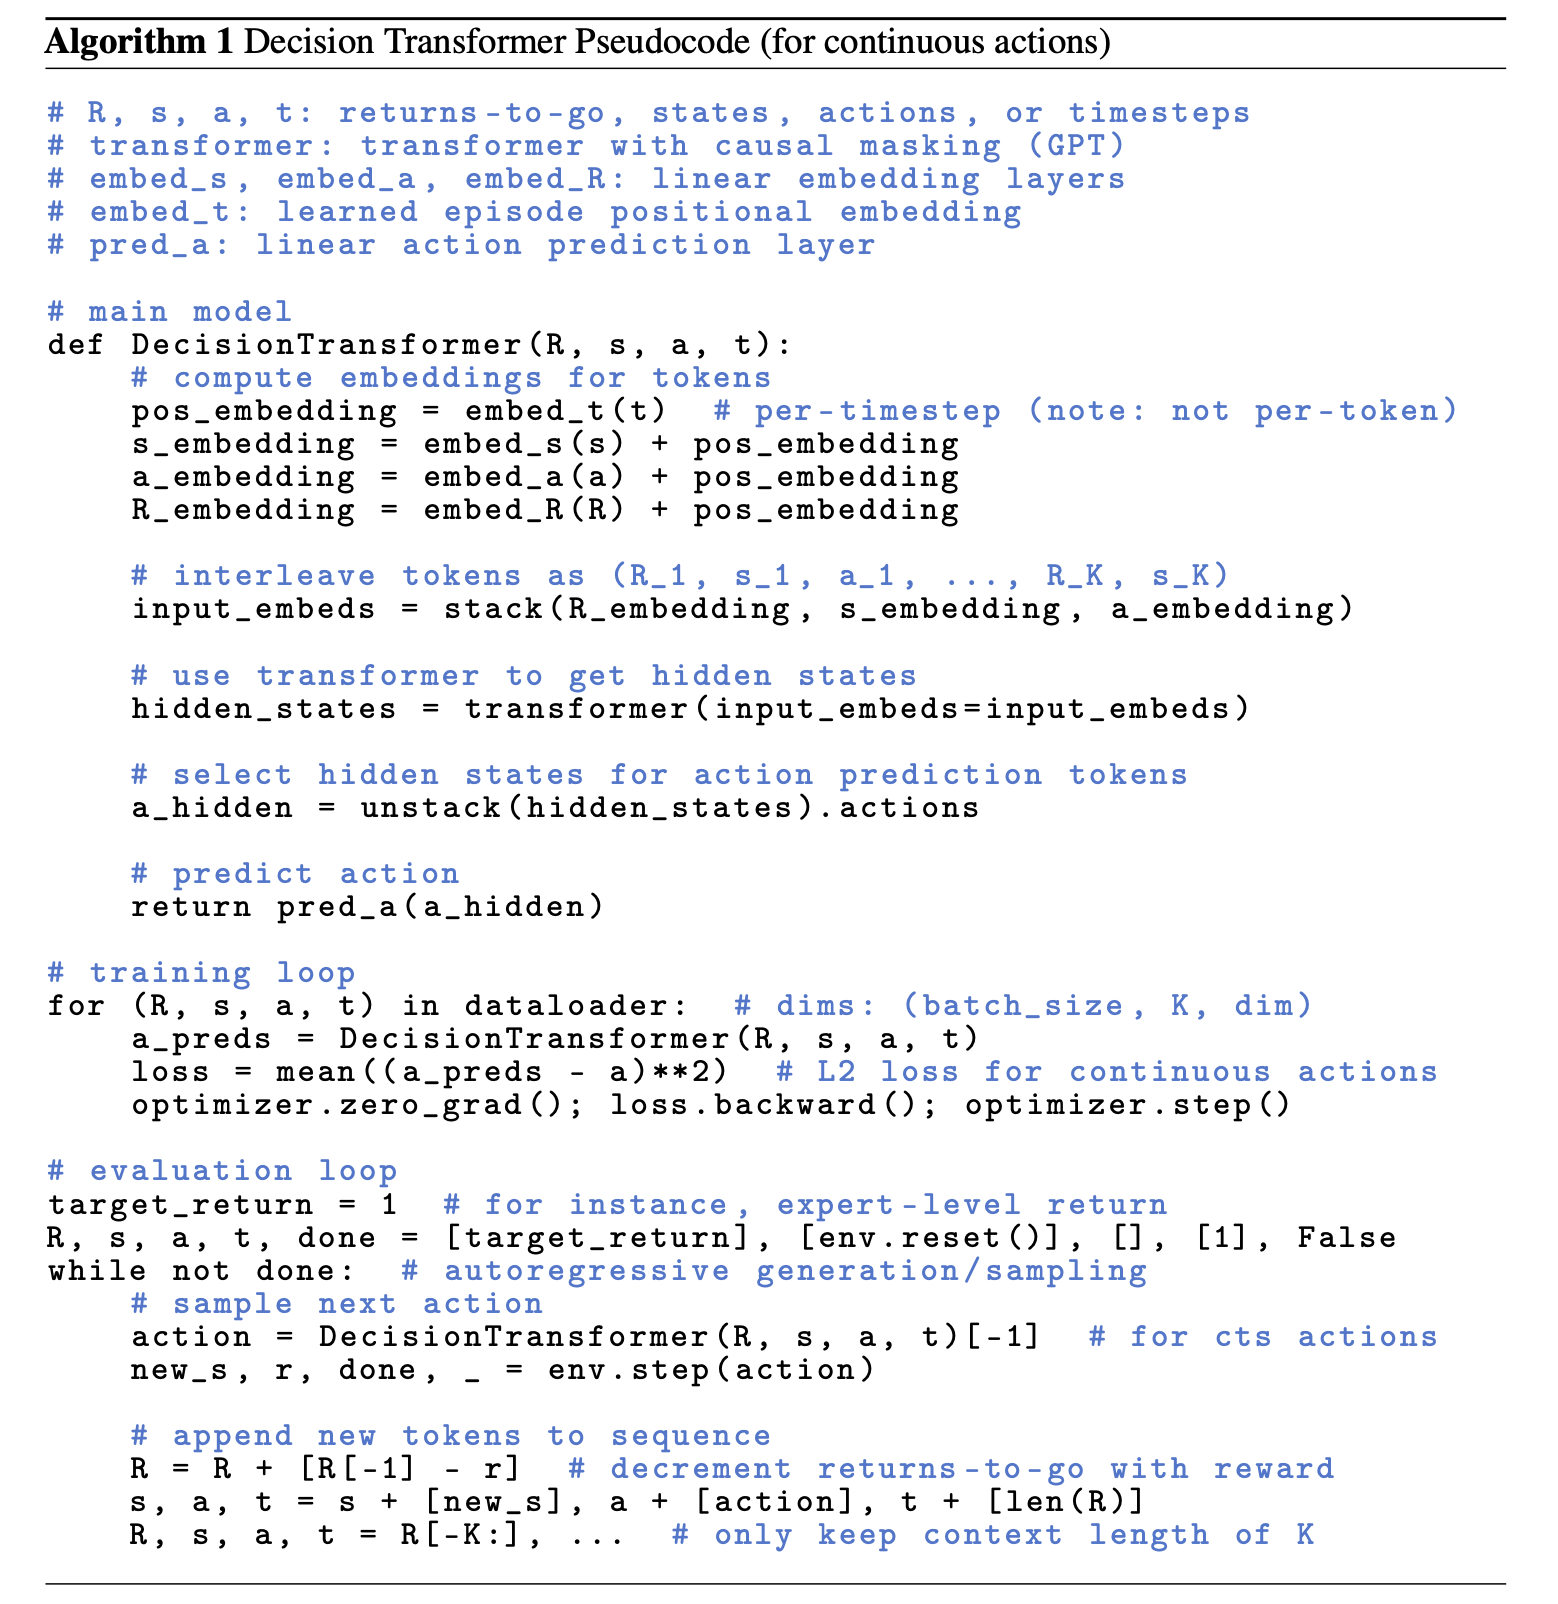 Algorithm 1 Decision Transformer Pseudocode (for continuous actions)
# R, s, a, t: returns-to-go, states, actions, or timesteps
# transformer: transformer with causal masking (GPT)
# embed_s, embed_a, embed_R: linear embedding layers
# embed_t: learned episode positional embedding
# pred_a: linear action prediction layer
# main model
def DecisionTransformer(R, s, a, t):
    # compute embeddings for tokens
    pos_embedding = embed_t(t)  # per-timestep (note: not per-token)
    s_embedding = embed_s(s) + pos_embedding
    a_embedding = embed_a(a) + pos_embedding
    R_embedding = embed_R(R) + pos_embedding
    # interleave tokens as (R_1, s_1, a_1, ..., R_K, s_K)
    input_embeds = stack(R_embedding, s_embedding, a_embedding)
    # use transformer to get hidden states
    hidden_states = transformer(input_embeds=input_embeds)
    # select hidden states for action prediction tokens
    a_hidden = unstack(hidden_states).actions
    # predict action
    return pred_a(a_hidden)
# training loop
for (R, s, a, t) in dataloader:  # dims: (batch_size, K, dim)
    a_preds = DecisionTransformer(R, s, a, t)
    loss = mean((a_preds - a)**2)  # L2 loss for continuous actions
    optimizer.zero_grad(); loss.backward(); optimizer.step()
# evaluation loop
target_return = 1  # for instance, expert-level return
R, s, a, t, done = [target_return], [env.reset()], [], [1], False
while not done:  # autoregressive generation/sampling
    # sample next action
    action = DecisionTransformer(R, s, a, t)[-1]  # for cts actions
    new_s, r, done, _ = env.step(action)
    # append new tokens to sequence
    R = R + [R[-1] - r]  # decrement returns-to-go with reward
    s, a, t = s + [new_s], a + [action], t + [len(R)]
    R, s, a, t = R[-K:], ...  # only keep context length of K